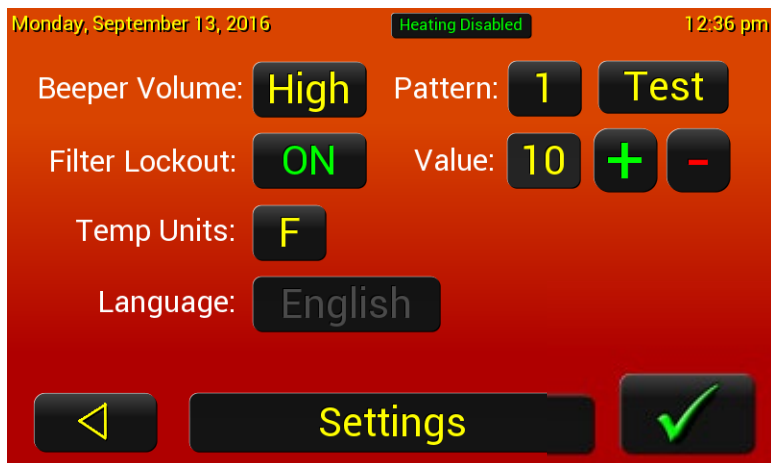 Monday, September 13, 2016 Heating Disabled 12:36 pm
Beeper Volume: High Pattern: 1 Test
Filter Lockout: ON Value: 10 + -
Temp Units: F
Language: English
Settings